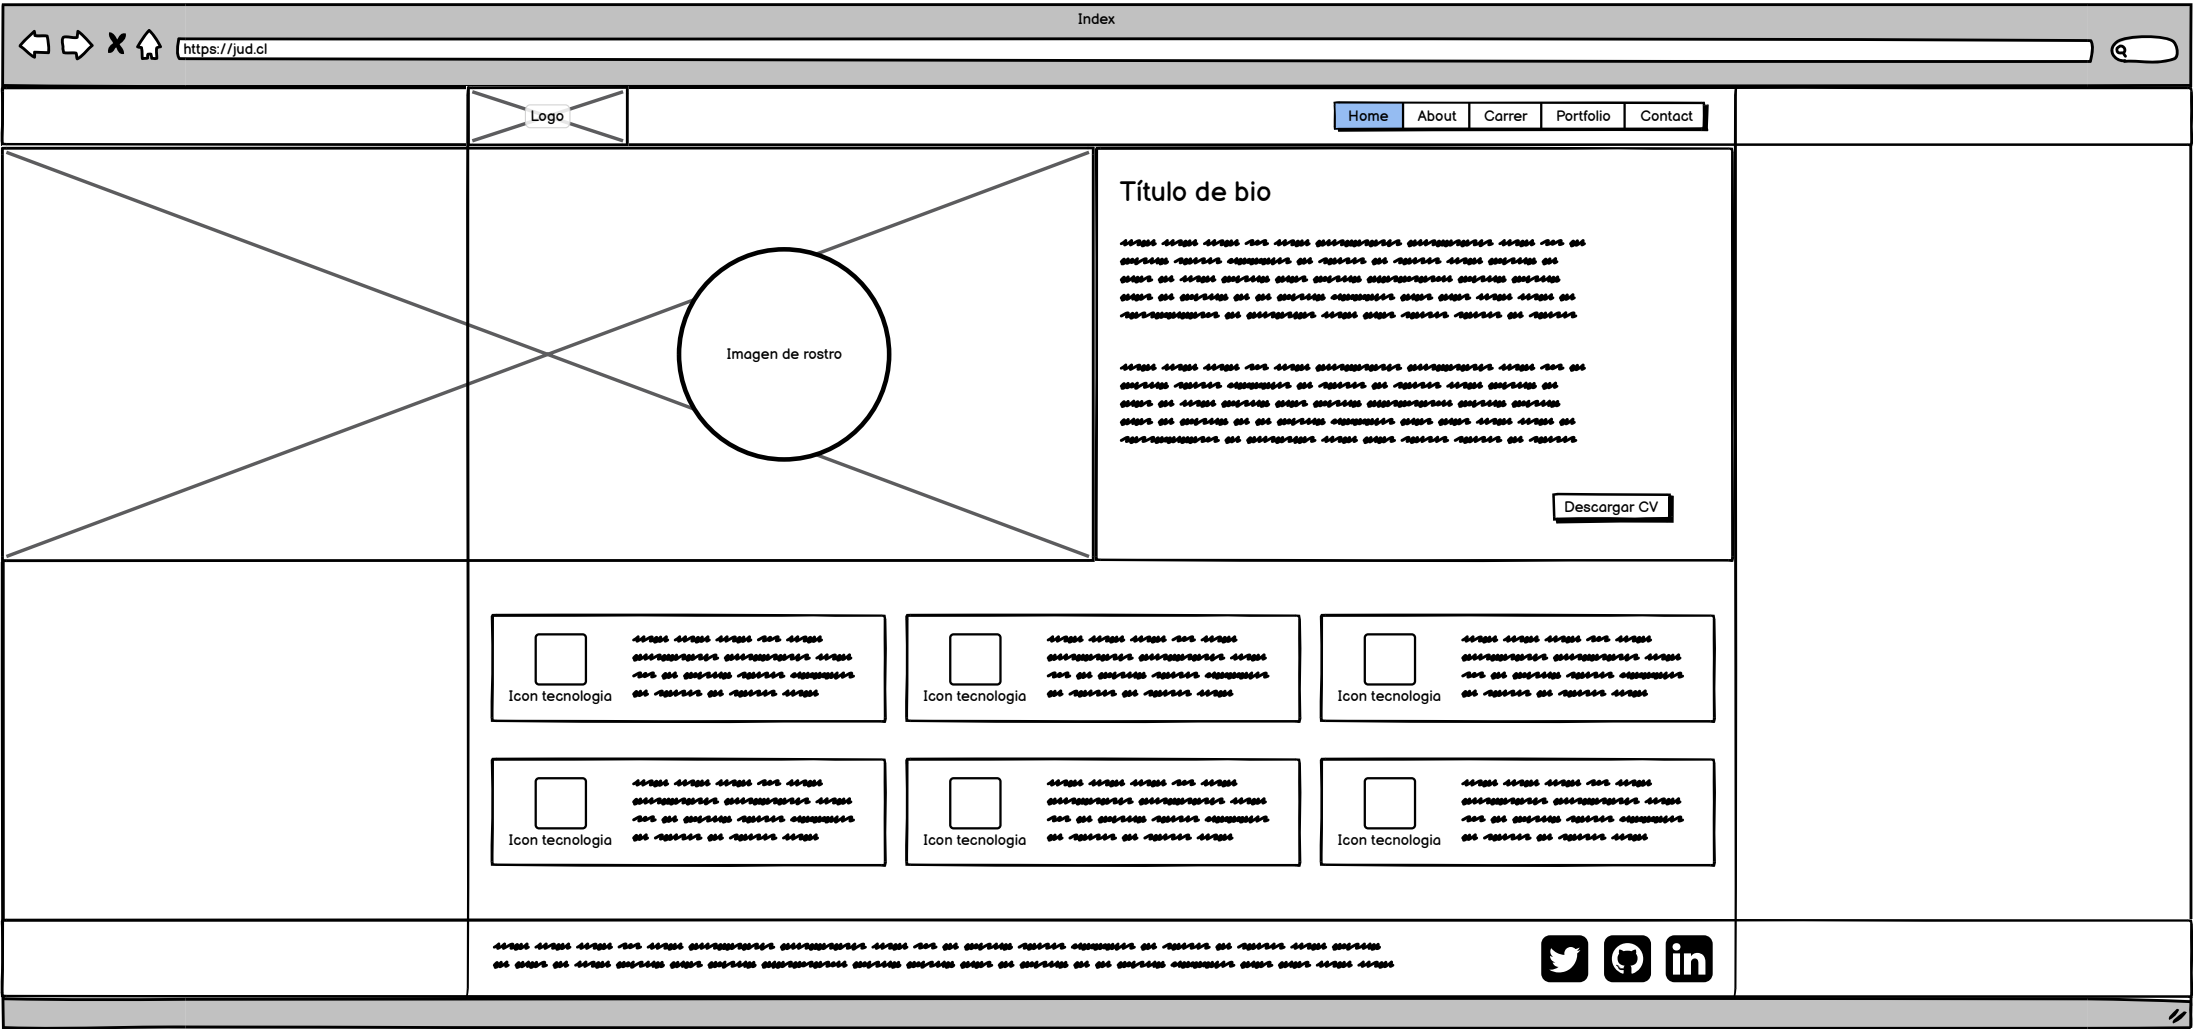 Index
https://jud.cl
Logo
Home About Carrer Portfolio Contact
Título de bio
Imagen de rostro
Descargar CV
Icon tecnologia Icon tecnologia Icon tecnologia
Icon tecnologia Icon tecnologia Icon tecnologia
in